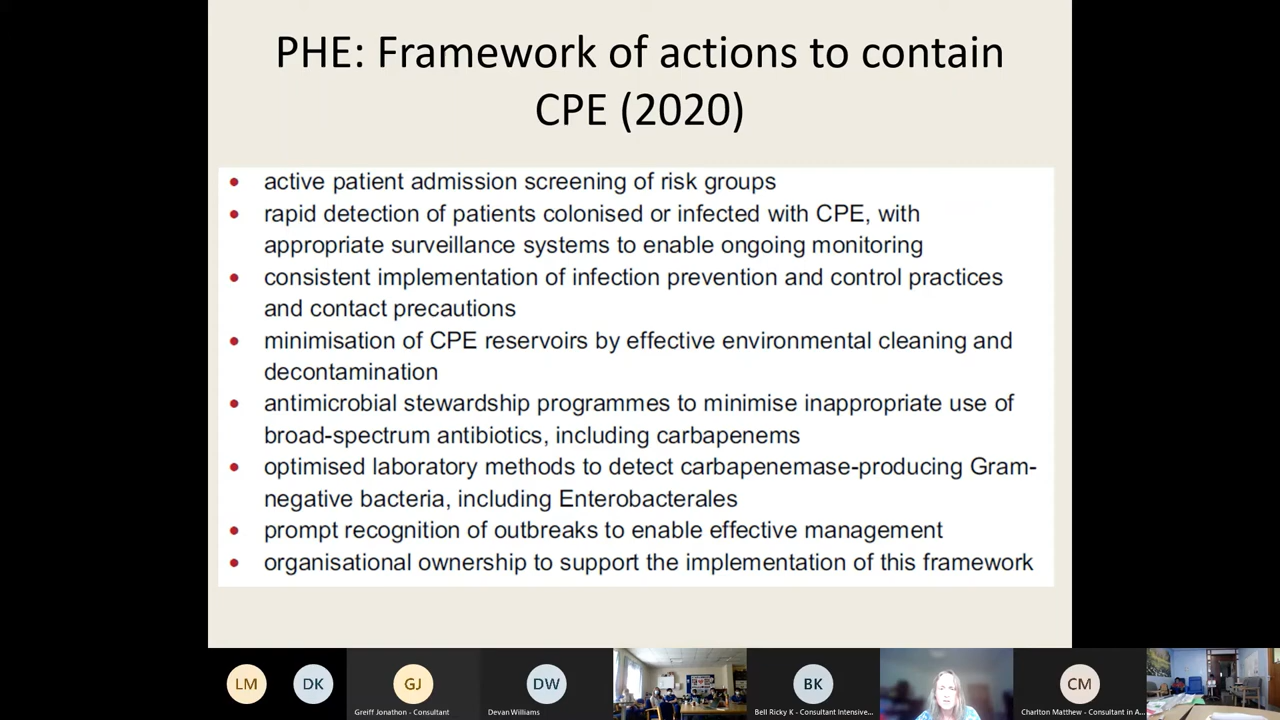 PHE: Framework of actions to contain
CPE (2020)
• active patient admission screening of risk groups
• rapid detection of patients colonised or infected with CPE, with
appropriate surveillance systems to enable ongoing monitoring
• consistent implementation of infection prevention and control practices
and contact precautions
• minimisation of CPE reservoirs by effective environmental cleaning and
decontamination
• antimicrobial stewardship programmes to minimise inappropriate use of
broad-spectrum antibiotics, including carbapenems
• optimised laboratory methods to detect carbapenemase-producing Gram-
negative bacteria, including Enterobacterales
• prompt recognition of outbreaks to enable effective management
• organisational ownership to support the implementation of this framework
LM DK GJ DW BK CM
Greiff Jonathon - Consultant Devan Williams Bell Ricky K - Consultant Intensive... Charlton Matthew - Consultant in A...